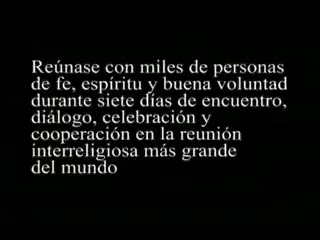 Reúnase con miles de personas
de fe, espíritu y buena voluntad
durante siete días de encuentro,
diálogo, celebración y
cooperación en la reunión
interreligiosa más grande
del mundo